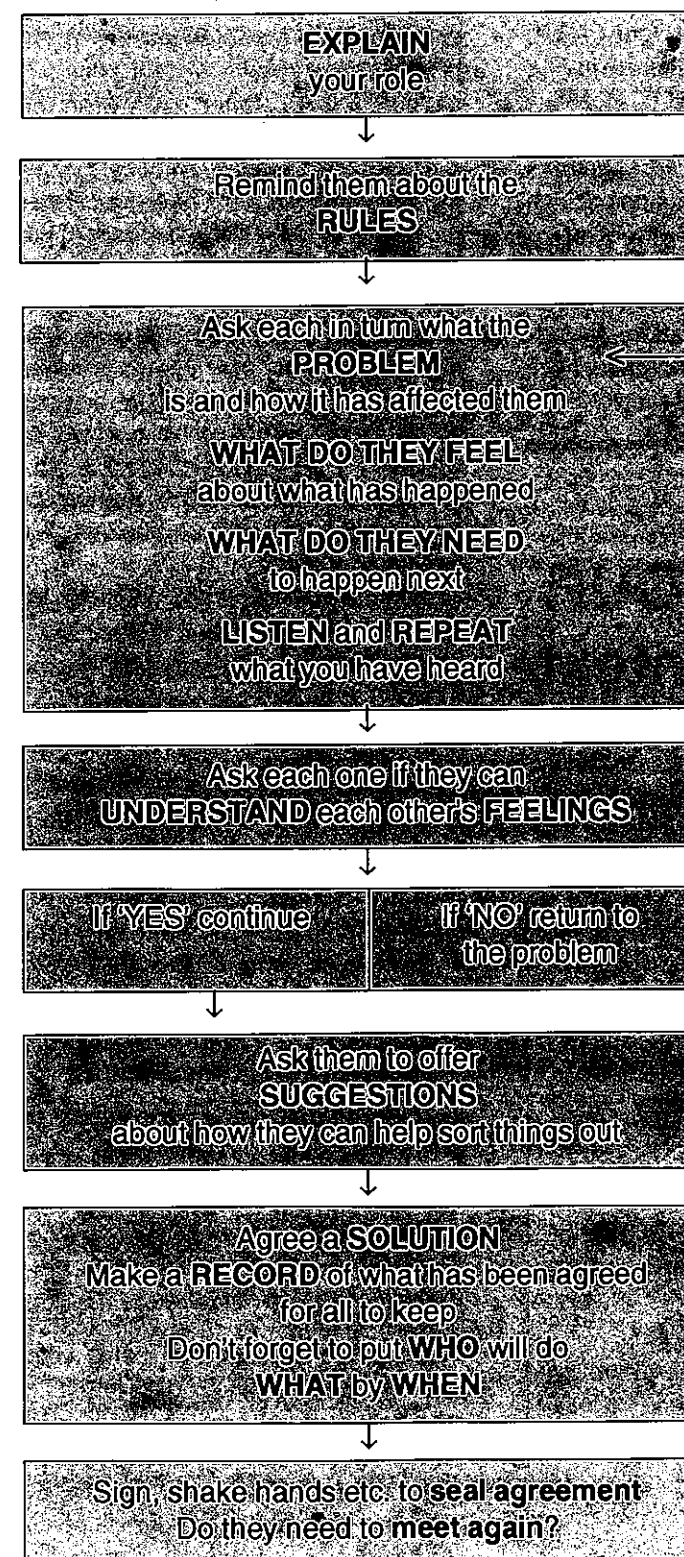 EXPLAIN
your role
Remind them about the
RULES
Ask each in turn what the
PROBLEM
is and how it has affected them
WHAT DO THEY FEEL
about what has happened
WHAT DO THEY NEED
to happen next
LISTEN and REPEAT
what you have heard
Ask each one if they can
UNDERSTAND each other's FEELINGS
If 'YES' continue
If 'NO' return to
the problem
Ask them to offer
SUGGESTIONS
about how they can help sort things out
Agree a SOLUTION
Make a RECORD of what has been agreed
for all to keep
Don't forget to put WHO will do
WHAT by WHEN
Sign, shake hands etc. to seal agreement
Do they need to meet again?